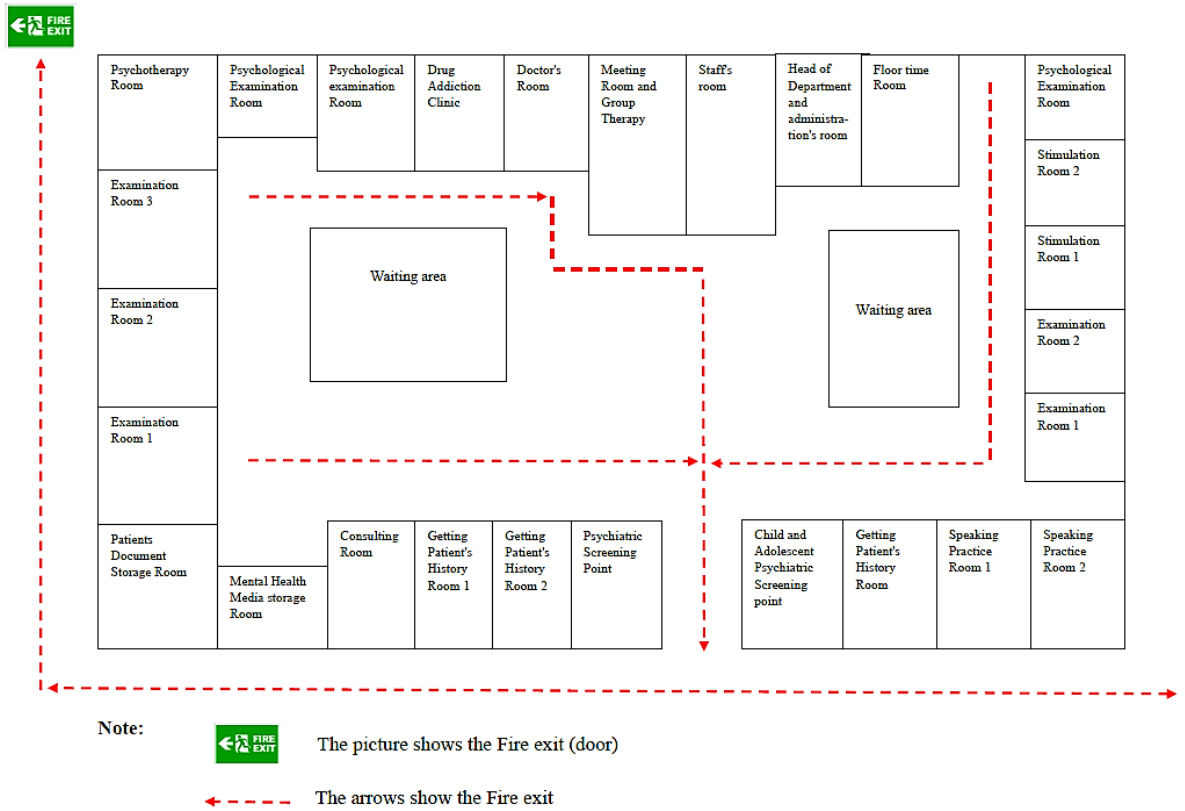 FIRE
EXIT
Psychotherapy
Room
Psychological
Examination
Room
Psychological
examination
Room
Drug
Addiction
Clinic
Doctor's
Room
Meeting
Room and
Group
Therapy
Staff's
room
Head of
Department
and
administra-
tion's room
Floor time
Room
Psychological
Examination
Room
Examination
Room 3
Examination
Room 2
Examination
Room 1
Patients
Document
Storage Room
Waiting area
Waiting area
Stimulation
Room 2
Stimulation
Room 1
Examination
Room 2
Examination
Room 1
Mental Health
Media storage
Room
Consulting
Room
Getting
Patient's
History
Room 1
Getting
Patient's
History
Room 2
Psychiatric
Screening
Point
Child and
Adolescent
Psychiatric
Screening
point
Getting
Patient's
History
Room
Speaking
Practice
Room 1
Speaking
Practice
Room 2
Note:
FIRE
EXIT
The picture shows the Fire exit (door)
The arrows show the Fire exit